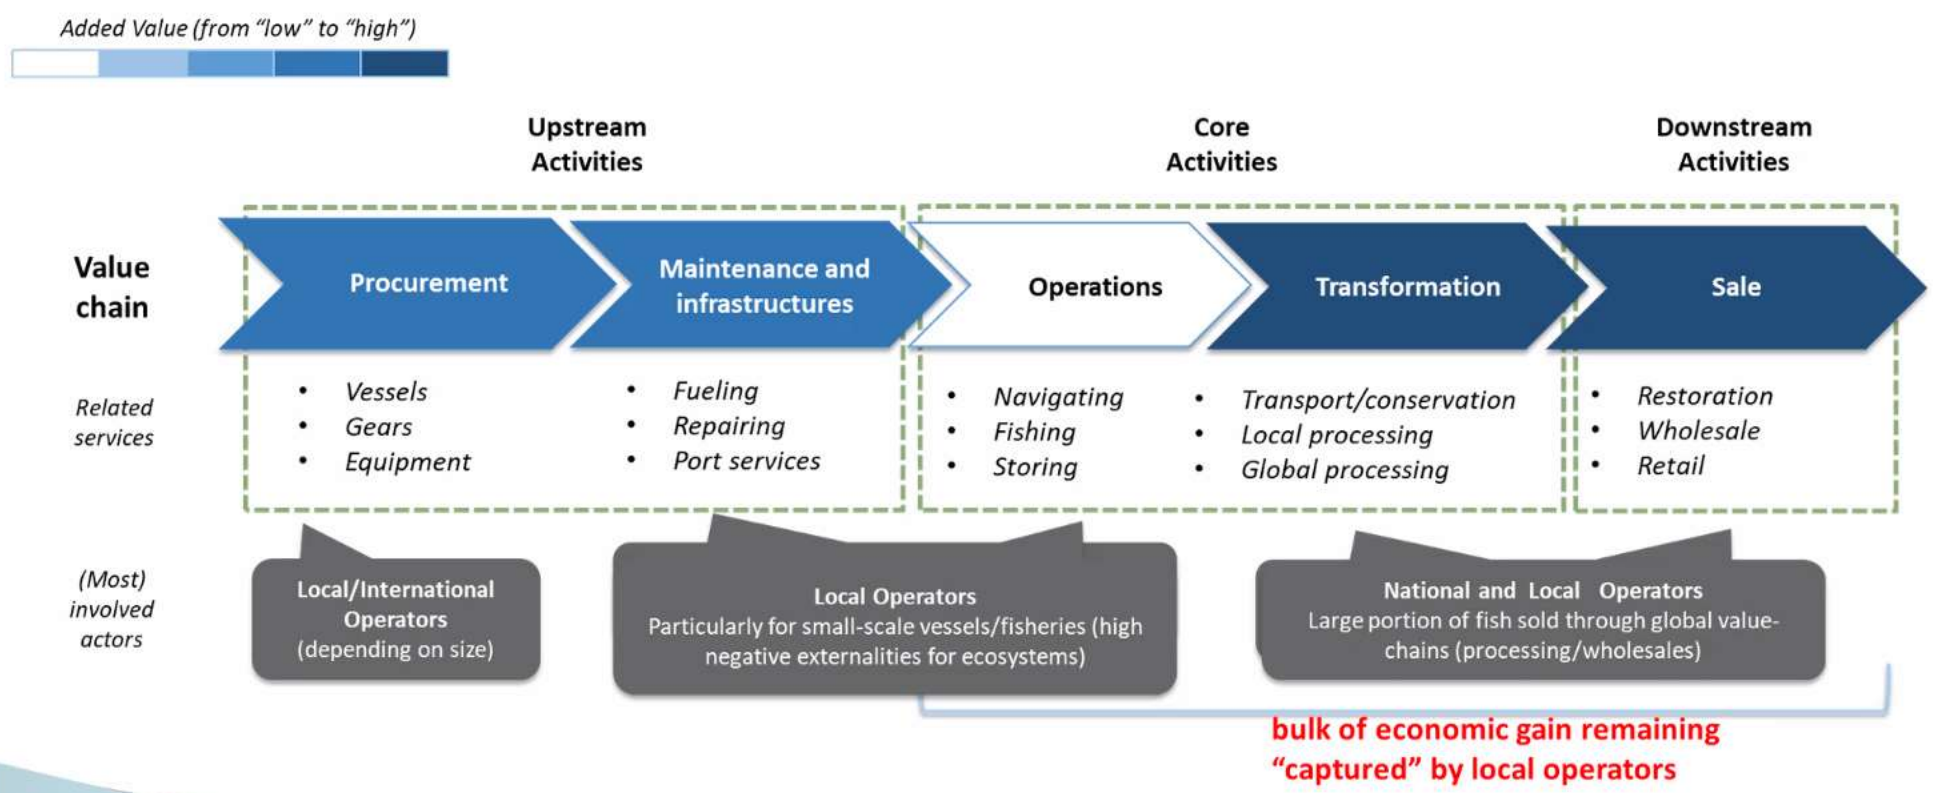 Added Value (from “low” to “high”)
Upstream
Activities
Core
Activities
Downstream
Activities
Value
chain
Procurement
Maintenance and
infrastructures
Operations
Transformation
Sale
Related
services
• Vessels
• Gears
• Equipment
• Fueling
• Repairing
• Port services
• Navigating
• Fishing
• Storing
• Transport/conservation
• Local processing
• Global processing
• Restoration
• Wholesale
• Retail
(Most)
involved
actors
Local/International
Operators
(depending on size)
Local Operators
Particularly for small-scale vessels/fisheries (high
negative externalities for ecosystems)
National and Local Operators
Large portion of fish sold through global value-
chains (processing/wholesales)
bulk of economic gain remaining
“captured” by local operators